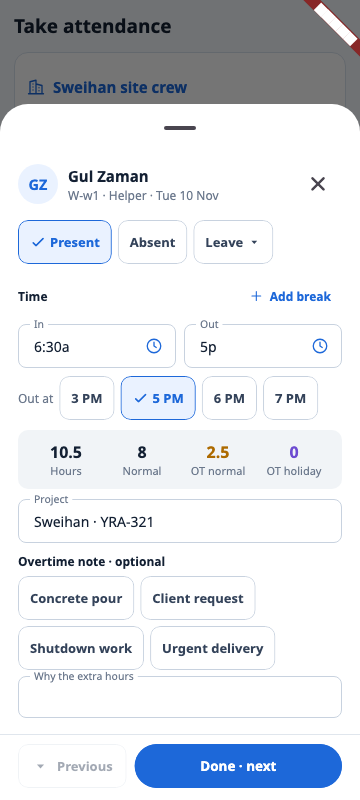 Take attendance
Sweihan site crew
GZ
Gul Zaman
W-w1 · Helper · Tue 10 Nov
Present
Absent
Leave
Time
Add break
In
6:30a
Out
5p
Out at
3 PM
5 PM
6 PM
7 PM
10.5
8
2.5
0
Hours
Normal
OT normal
OT holiday
Project
Sweihan · YRA-321
Overtime note · optional
Concrete pour
Client request
Shutdown work
Urgent delivery
Why the extra hours
Previous
Done · next